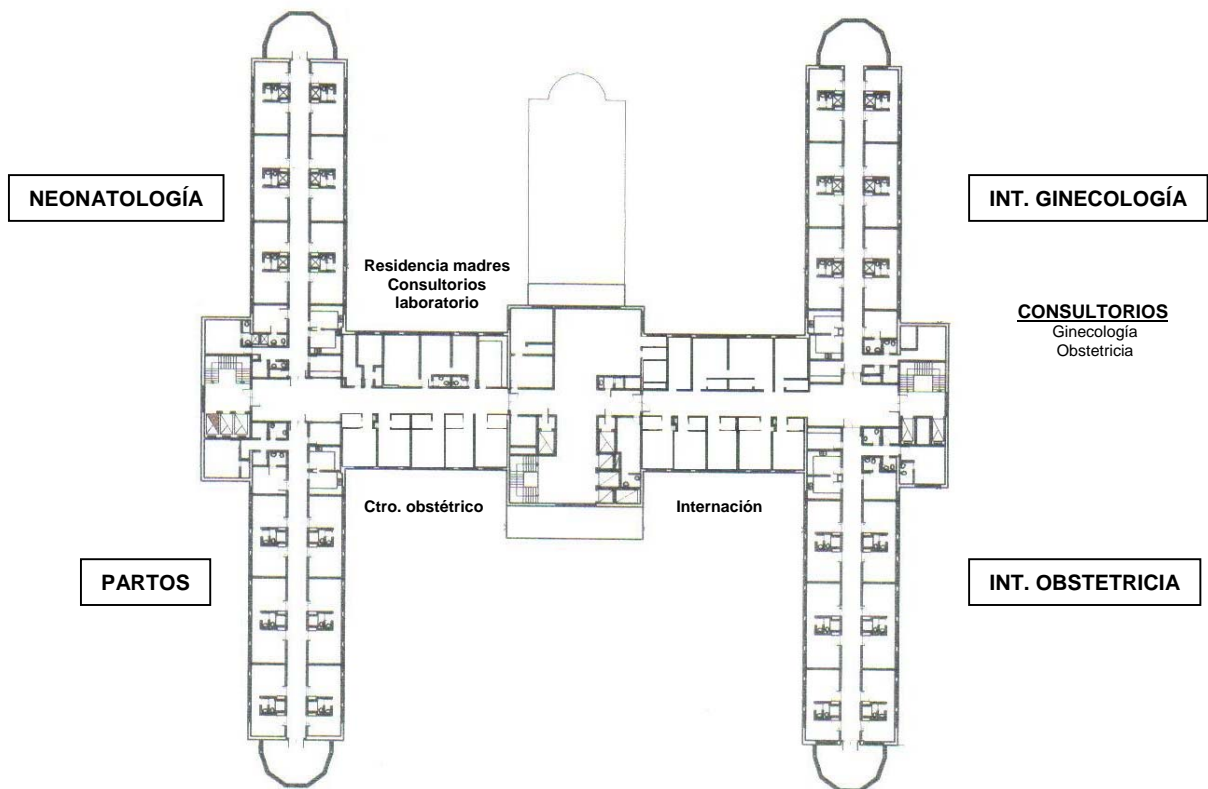 NEONATOLOGÍA
INT. GINECOLOGÍA
Residencia madres
Consultorios
laboratorio
CONSULTORIOS
Ginecología
Obstetricia
Ctro. obstétrico
Internación
PARTOS
INT. OBSTETRICIA